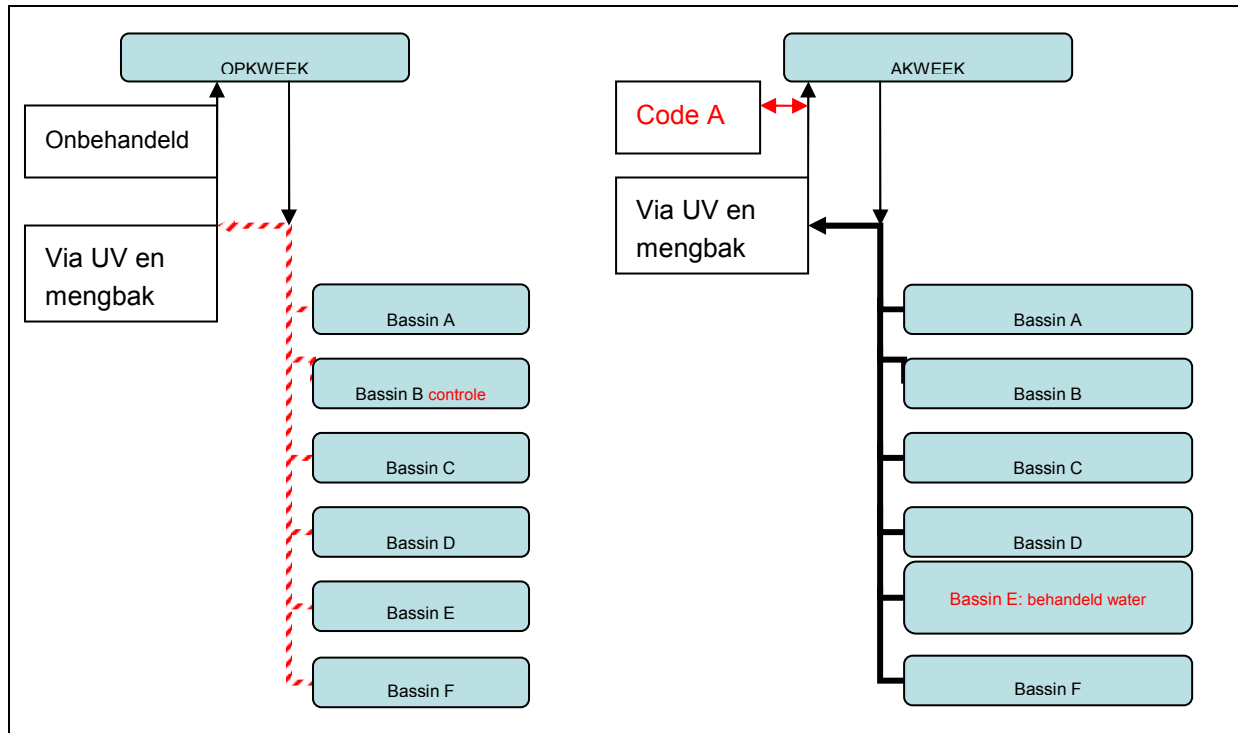 OPKWEEK
Onbehandeld
Via UV en
mengbak
Bassin A
Bassin B controle
Bassin C
Bassin D
Bassin E
Bassin F
AKWEEK
Code A
Via UV en
mengbak
Bassin A
Bassin B
Bassin C
Bassin D
Bassin E: behandeld water
Bassin F